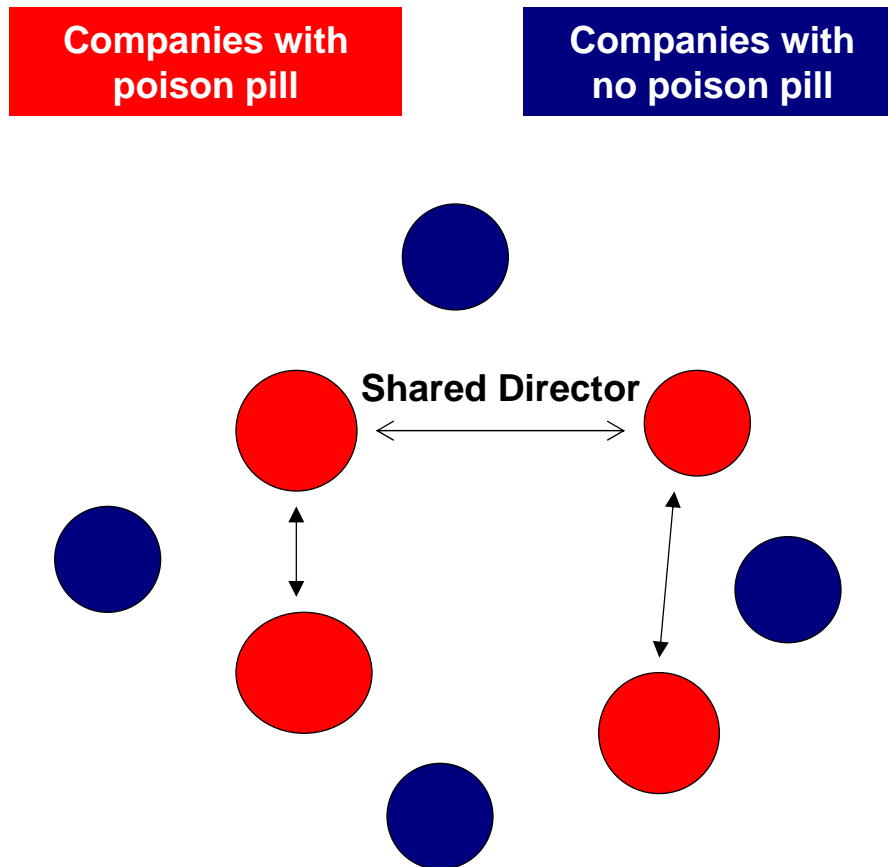 Companies with
poison pill
Companies with
no poison pill
Shared Director